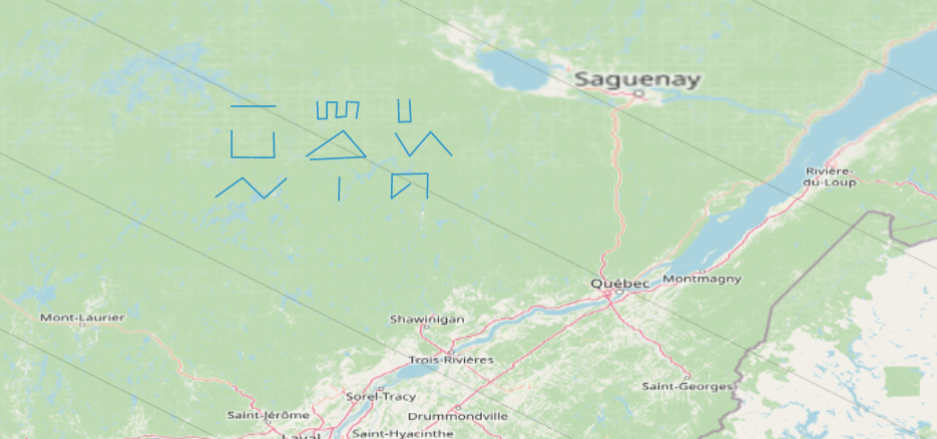 Saguenay
Rivière-
du-Loup
Québec
Montmagny
Mont-Laurier
Shawinigan
Trois-Rivières
Saint-Georges
Sorel-Tracy
Saint-Jérôme
Drummondville
Laval
Saint-Hyacinthe